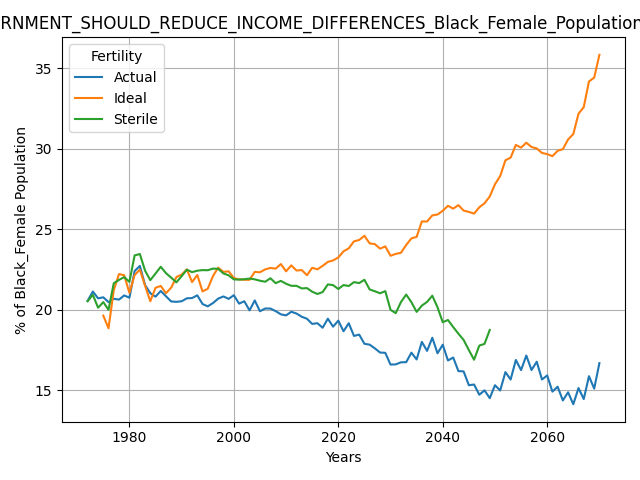 RNMENT_SHOULD_REDUCE_INCOME_DIFFERENCES_Black_Female_Population
Fertility
Actual
Ideal
Sterile
% of Black_Female Population
35
30
25
20
15
1980 2000 2020 2040 2060
Years